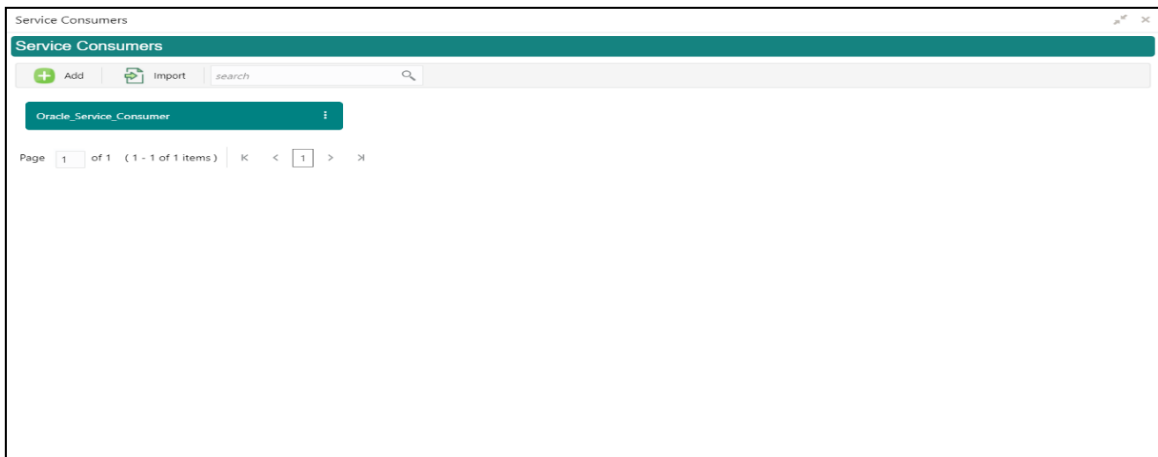 Service Consumers
Service Consumers
Add Import search
Oracle_Service_Consumer
Page 1 of 1 ( 1 - 1 of 1 items ) 1